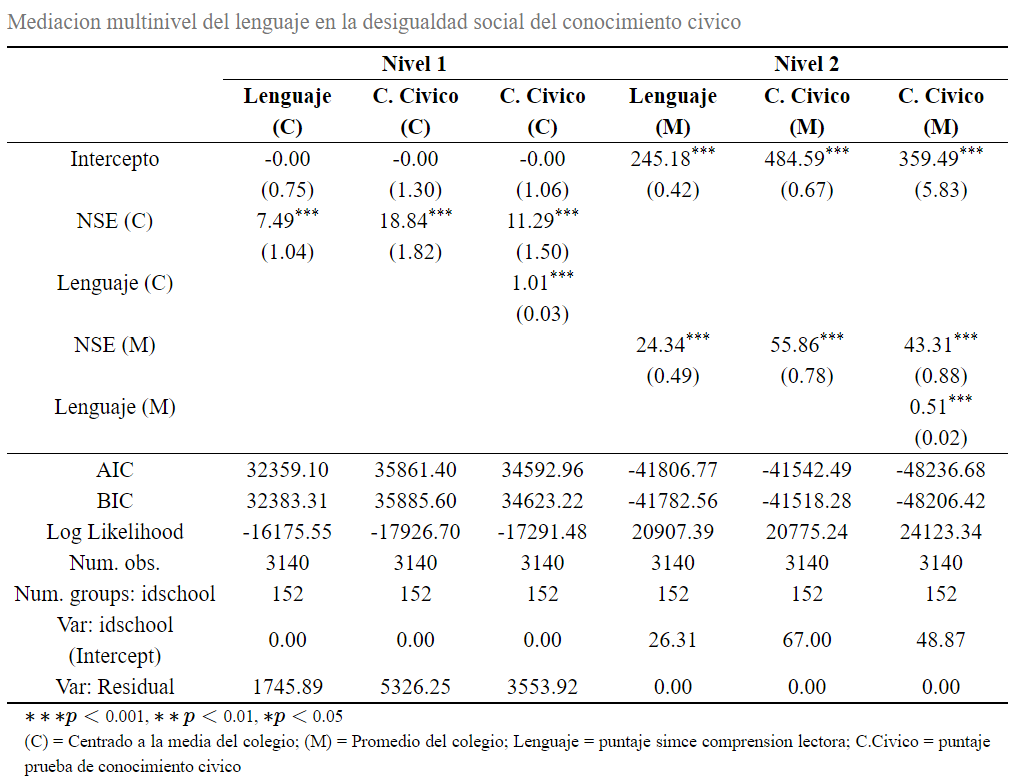 Mediacion multinivel del lenguaje en la desigualdad social del conocimiento civico
Nivel 1 Nivel 2
Lenguaje C. Civico C. Civico Lenguaje C. Civico C. Civico
(C) (C) (C) (M) (M) (M)
Intercepto -0.00 -0.00 -0.00 245.18*** 484.59*** 359.49***
(0.75) (1.30) (1.06) (0.42) (0.67) (5.83)
NSE (C) 7.49*** 18.84*** 11.29***
(1.04) (1.82) (1.50)
Lenguaje (C) 1.01***
(0.03)
NSE (M) 24.34*** 55.86*** 43.31***
(0.49) (0.78) (0.88)
Lenguaje (M) 0.51***
(0.02)
AIC 32359.10 35861.40 34592.96 -41806.77 -41542.49 -48236.68
BIC 32383.31 35885.60 34623.22 -41782.56 -41518.28 -48206.42
Log Likelihood -16175.55 -17926.70 -17291.48 20907.39 20775.24 24123.34
Num. obs. 3140 3140 3140 3140 3140 3140
Num. groups: idschool 152 152 152 152 152 152
Var: idschool
(Intercept) 0.00 0.00 0.00 26.31 67.00 48.87
Var: Residual 1745.89 5326.25 3553.92 0.00 0.00 0.00
***p < 0.001, **p < 0.01, *p < 0.05
(C) = Centrado a la media del colegio; (M) = Promedio del colegio; Lenguaje = puntaje simce comprension lectora; C.Civico = puntaje
prueba de conocimiento civico